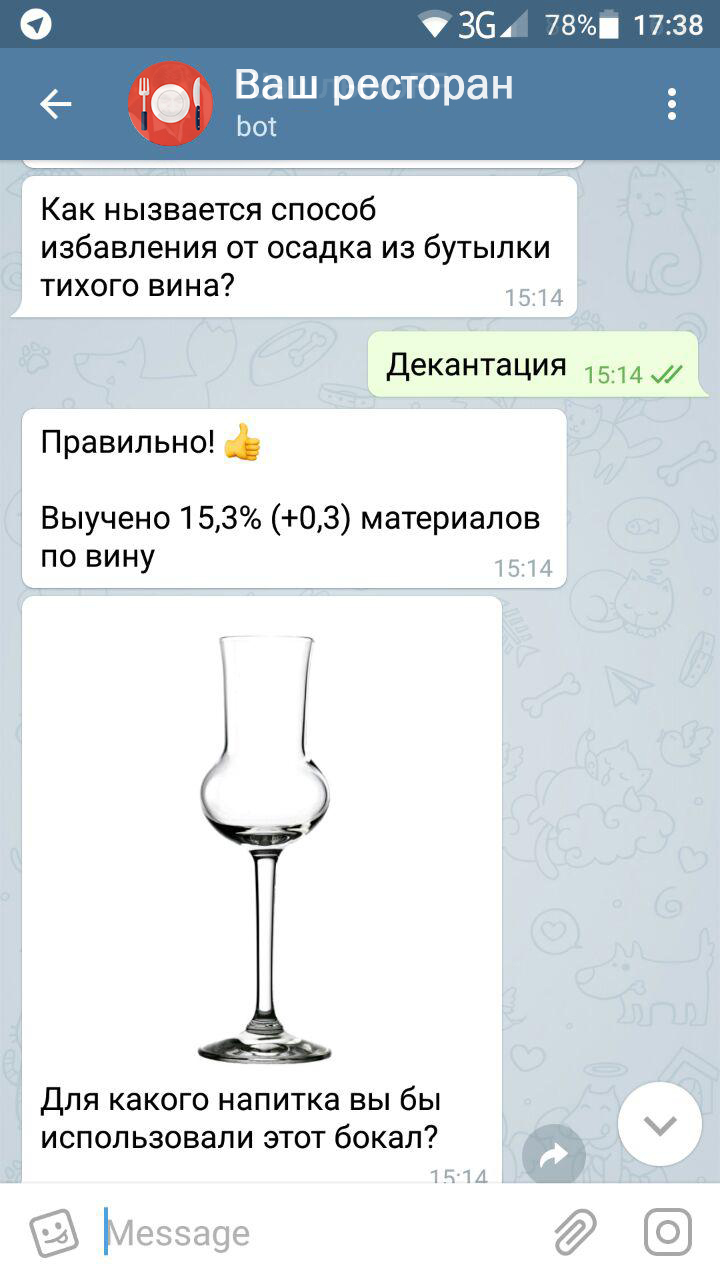 3G 78% 17:38
Ваш ресторан
bot
Как нызвается способ
избавления от осадка из бутылки
тихого вина?
15:14
Декантация 15:14
Правильно! 👍
Выучено 15,3% (+0,3) материалов
по вину
15:14
Для какого напитка вы бы
использовали этот бокал?
15:14
Message